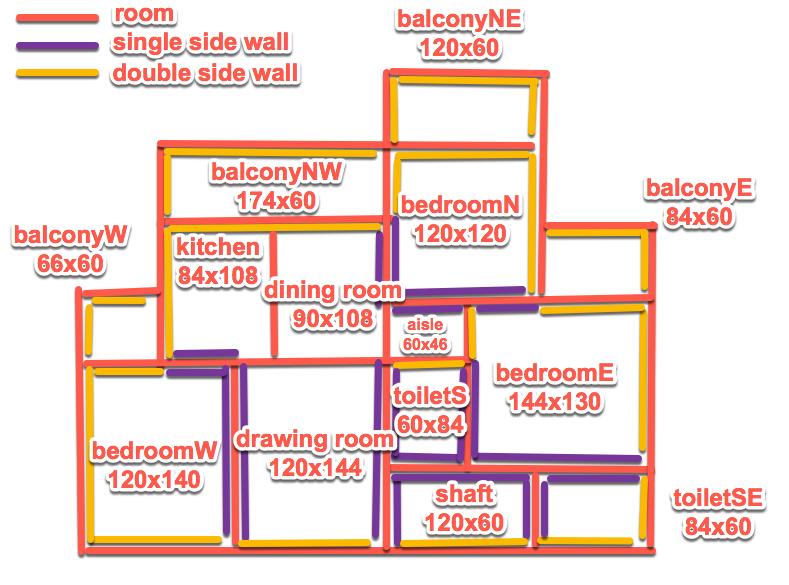 room
single side wall
double side wall
balconyNE
120x60
balconyNW
174x60
bedroomN
120x120
balconyE
84x60
balconyW
66x60
kitchen
84x108
dining room
90x108
aisle
60x46
bedroomE
144x130
toiletS
60x84
bedroomW
120x140
drawing room
120x144
shaft
120x60
toiletSE
84x60